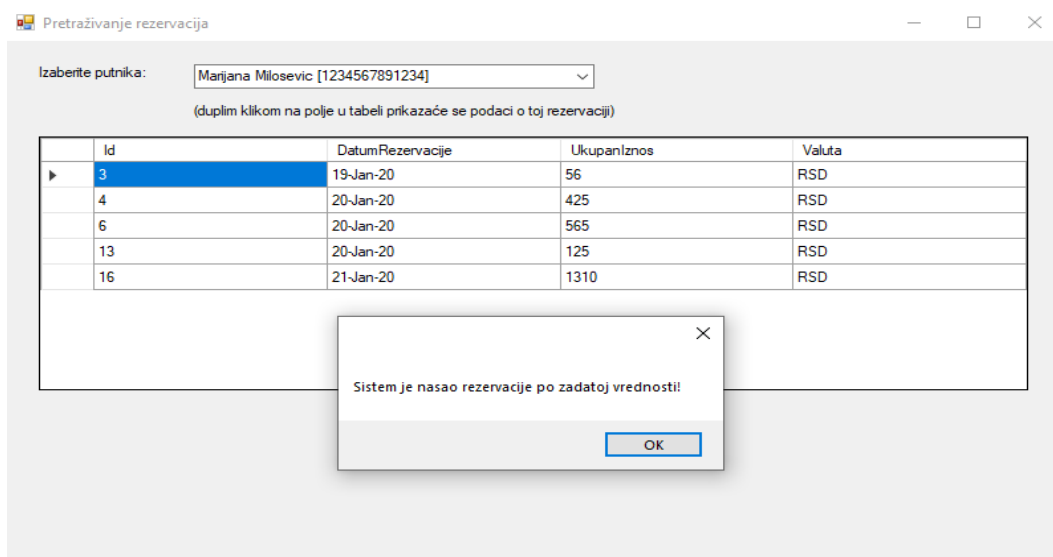 Pretraživanje rezervacija
Izaberite putnika: Marijana Milosevic [1234567891234]
(duplim klikom na polje u tabeli prikazaće se podaci o toj rezervaciji)
Id DatumRezervacije UkupanIznos Valuta
3 19-Jan-20 56 RSD
4 20-Jan-20 425 RSD
6 20-Jan-20 565 RSD
13 20-Jan-20 125 RSD
16 21-Jan-20 1310 RSD
Sistem je nasao rezervacije po zadatoj vrednosti!
OK